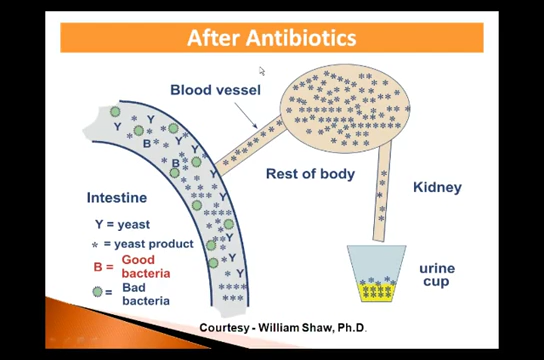 After Antibiotics
Blood vessel
Rest of body
Kidney
urine
cup
Intestine
Y = yeast
* = yeast product
B = Good
bacteria
= Bad
bacteria
Y
Y
B
Y
B
Y
Y
Y
Y
Y
Y
Y
Courtesy - William Shaw, Ph.D.